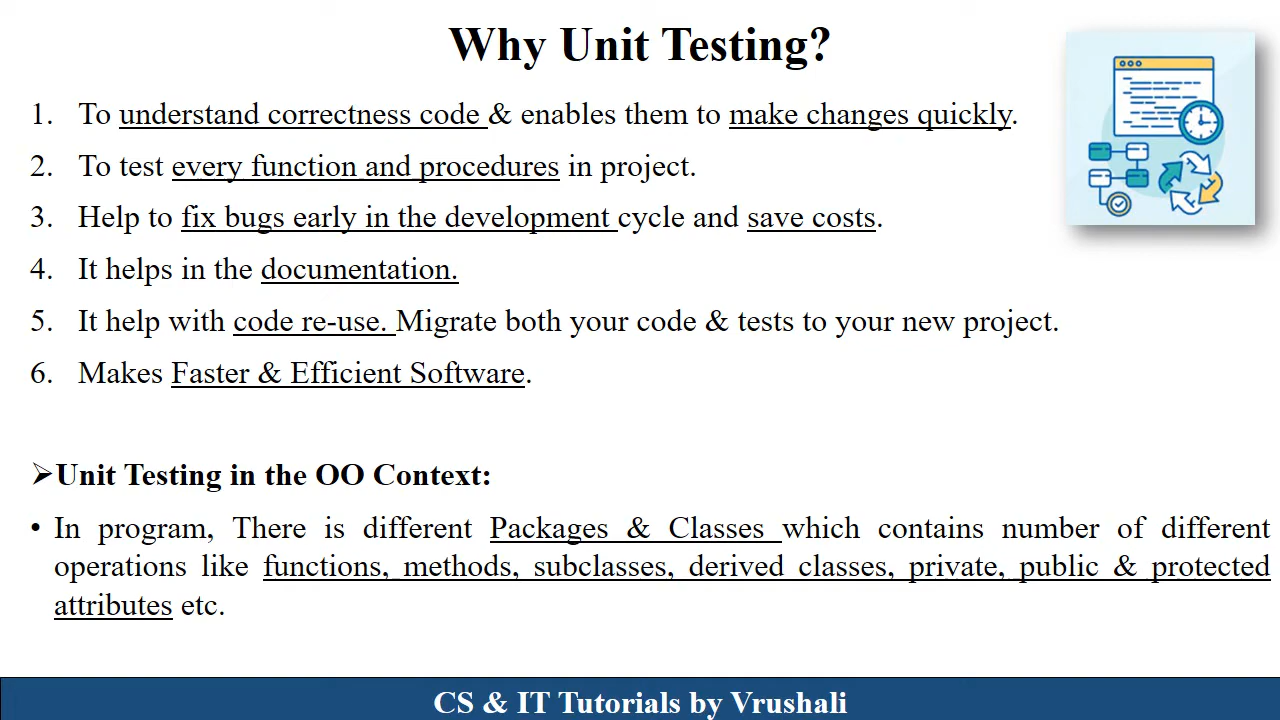 Why Unit Testing?
1. To understand correctness code & enables them to make changes quickly.
2. To test every function and procedures in project.
3. Help to fix bugs early in the development cycle and save costs.
4. It helps in the documentation.
5. It help with code re-use. Migrate both your code & tests to your new project.
6. Makes Faster & Efficient Software.
➢Unit Testing in the OO Context:
• In program, There is different Packages & Classes which contains number of different
operations like functions, methods, subclasses, derived classes, private, public & protected
attributes etc.
CS & IT Tutorials by Vrushali